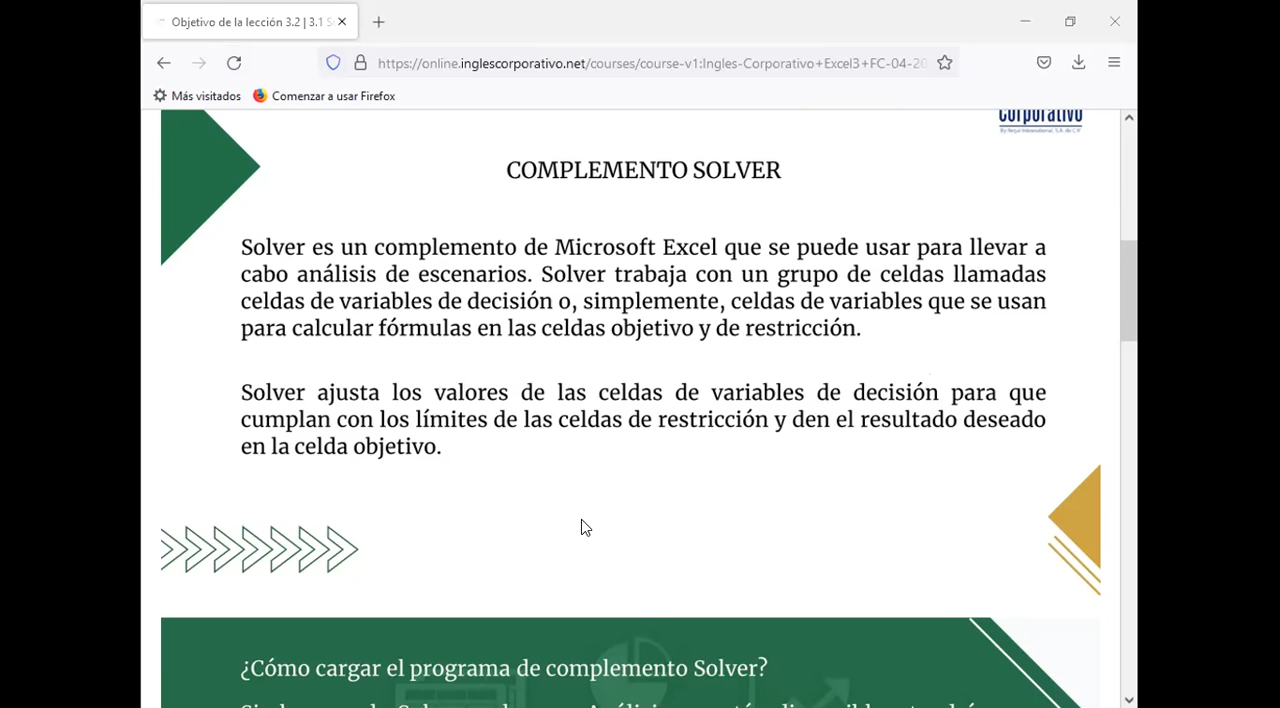 Objetivo de la lección 3.2 | 3.1 S
https://online.inglescorporativo.net/courses/course-v1:Ingles-Corporativo+Excel3+FC-04-20
Más visitados
Comenzar a usar Firefox
corporativo
COMPLEMENTO SOLVER
Solver es un complemento de Microsoft Excel que se puede usar para llevar a
cabo análisis de escenarios. Solver trabaja con un grupo de celdas llamadas
celdas de variables de decisión o, simplemente, celdas de variables que se usan
para calcular fórmulas en las celdas objetivo y de restricción.
Solver ajusta los valores de las celdas de variables de decisión para que
cumplan con los límites de las celdas de restricción y den el resultado deseado
en la celda objetivo.
¿Cómo cargar el programa de complemento Solver?